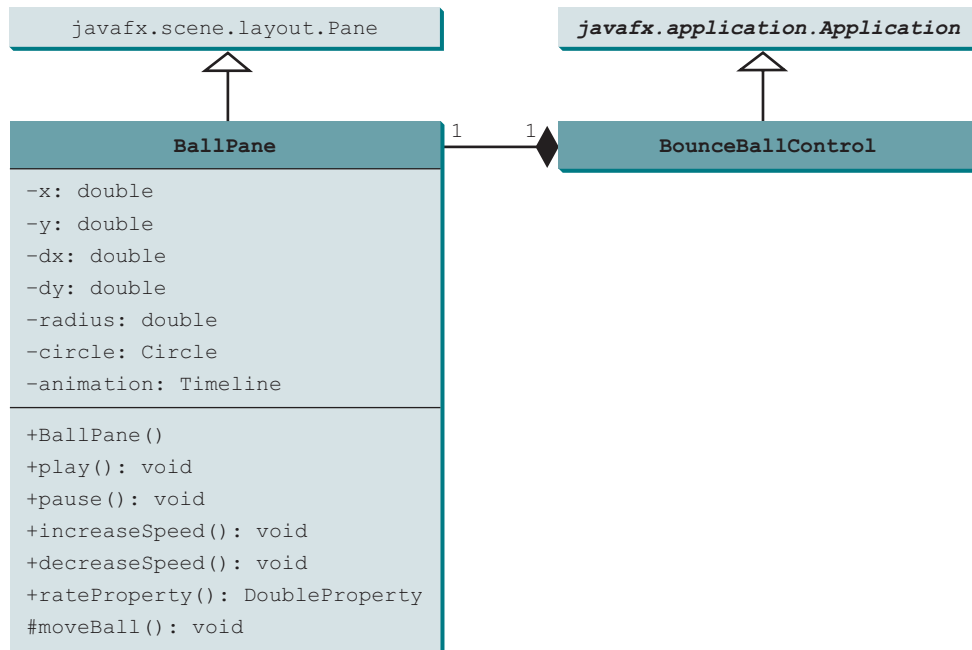 javafx.scene.layout.Pane
javafx.application.Application
BallPane
1
1
BounceBallControl
-x: double
-y: double
-dx: double
-dy: double
-radius: double
-circle: Circle
-animation: Timeline
+BallPane()
+play(): void
+pause(): void
+increaseSpeed(): void
+decreaseSpeed(): void
+rateProperty(): DoubleProperty
#moveBall(): void